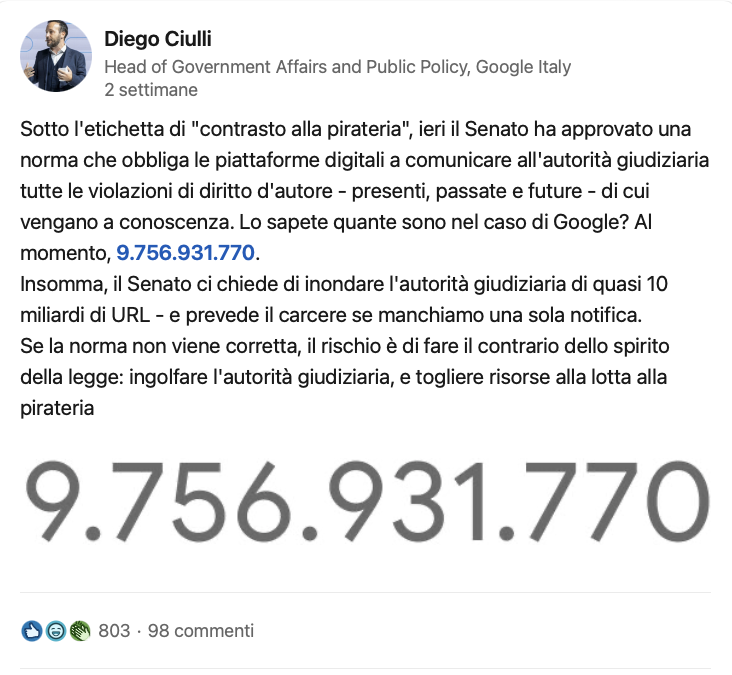 Diego Ciulli
Head of Government Affairs and Public Policy, Google Italy
2 settimane
Sotto l'etichetta di "contrasto alla pirateria", ieri il Senato ha approvato una
norma che obbliga le piattaforme digitali a comunicare all'autorità giudiziaria
tutte le violazioni di diritto d'autore - presenti, passate e future - di cui
vengano a conoscenza. Lo sapete quante sono nel caso di Google? Al
momento, 9.756.931.770.
Insomma, il Senato ci chiede di inondare l'autorità giudiziaria di quasi 10
miliardi di URL - e prevede il carcere se manchiamo una sola notifica.
Se la norma non viene corretta, il rischio è di fare il contrario dello spirito
della legge: ingolfare l'autorità giudiziaria, e togliere risorse alla lotta alla
pirateria
9.756.931.770
803 · 98 commenti